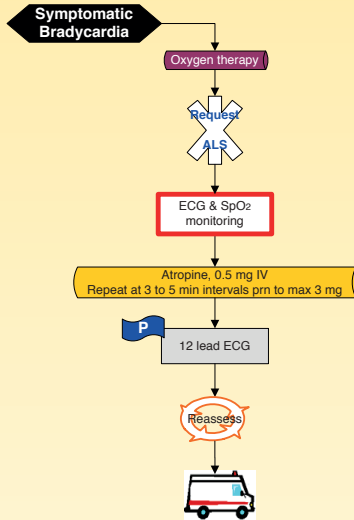 Symptomatic
Bradycardia
Oxygen therapy
Request
ALS
ECG & SpO₂
monitoring
Atropine, 0.5 mg IV
Repeat at 3 to 5 min intervals prn to max 3 mg
P
12 lead ECG
Reassess